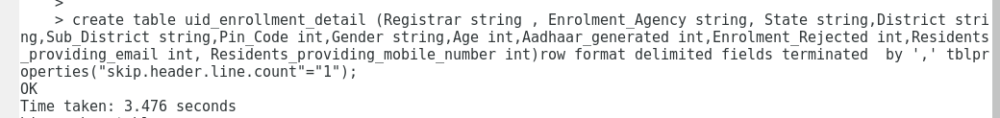 >
> create table uid_enrollment_detail (Registrar string , Enrolment_Agency string, State string,District stri
ng,Sub_District string,Pin_Code int,Gender string,Age int,Aadhaar_generated int,Enrolment_Rejected int,Residents
_providing_email int, Residents_providing_mobile_number int)row format delimited fields terminated  by ',' tblpr
operties("skip.header.line.count"="1");
OK
Time taken: 3.476 seconds